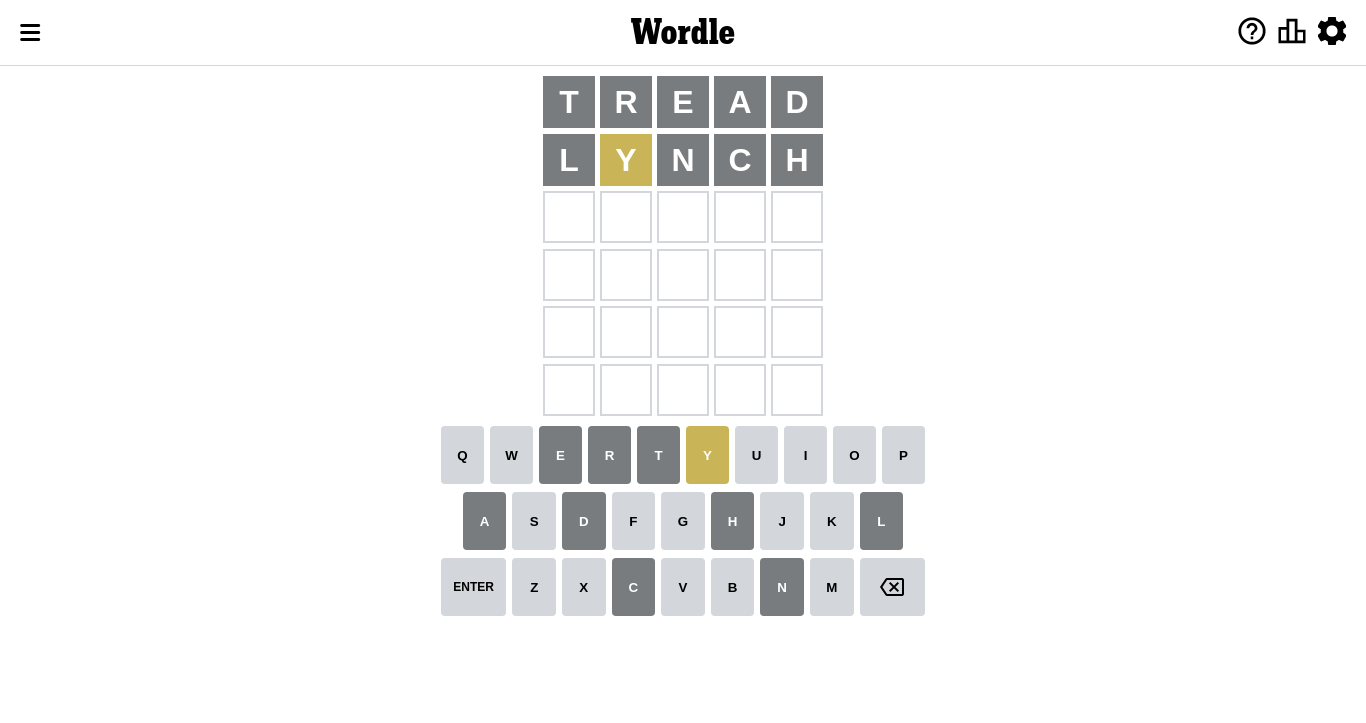 Wordle
T R E A D
L Y N C H
Q W E R T Y U I O P
A S D F G H J K L
ENTER Z X C V B N M